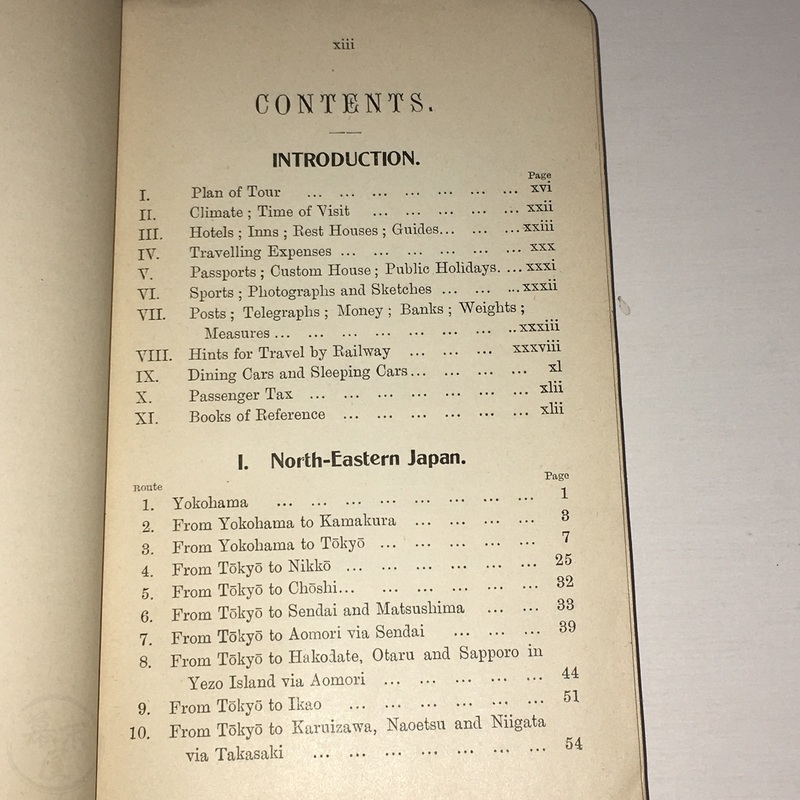 xiii
CONTENTS.
INTRODUCTION.
Page
I. Plan of Tour ... ... ... ... ... ... ... xvi
II. Climate ; Time of Visit ... ... ... ... ... xxii
III. Hotels ; Inns ; Rest Houses ; Guides... ... ... xxiii
IV. Travelling Expenses ... ... ... ... ... ... xxx
V. Passports ; Custom House ; Public Holidays. ... xxxi
VI. Sports ; Photographs and Sketches ... ... ... xxxii
VII. Posts ; Telegraphs ; Money ; Banks ; Weights ;
Measures ... ... ... ... ... ... ... .. xxxiii
VIII. Hints for Travel by Railway ... ... ... xxxviii
IX. Dining Cars and Sleeping Cars... ... ... ... xl
X. Passenger Tax ... ... ... ... ... ... ... xlii
XI. Books of Reference ... ... ... ... ... ... xlii
I. North-Eastern Japan.
Route Page
1. Yokohama ... ... ... ... ... ... ... ... 1
2. From Yokohama to Kamakura ... ... ... ... 3
3. From Yokohama to Tōkyō ... ... ... ... ... 7
4. From Tōkyō to Nikkō ... ... ... ... ... ... 25
5. From Tōkyō to Chōshi... ... ... ... ... ... 32
6. From Tōkyō to Sendai and Matsushima ... ... 33
7. From Tōkyō to Aomori via Sendai ... ... ... 39
8. From Tōkyō to Hakodate, Otaru and Sapporo in
Yezo Island via Aomori ... ... ... ... ... 44
9. From Tōkyō to Ikao ... ... ... ... ... ... 51
10. From Tōkyō to Karuizawa, Naoetsu and Niigata
via Takasaki ... ... ... ... ... ... ... ... 54